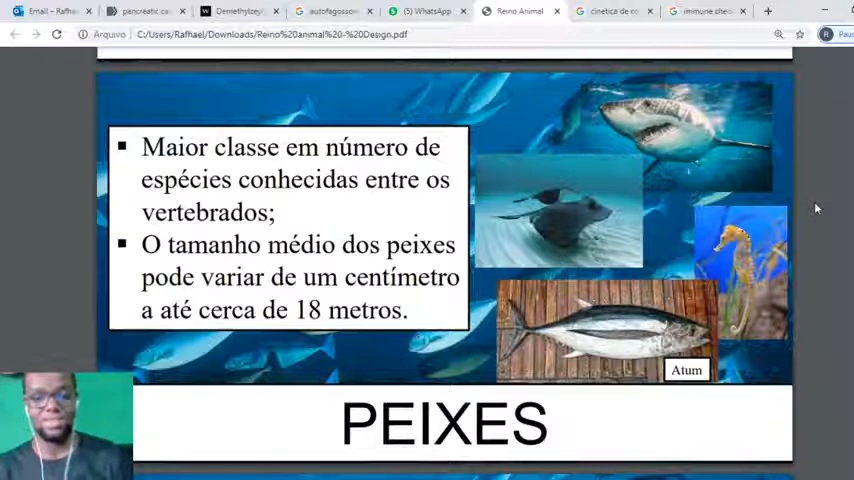 Email – Rafhae
pancreatic ca
Demethylzey
autofagossom
(5) WhatsApp
Reino Animal
cinetica de co
immune chec
Arquivo
C:/Users/Rafhael/Downloads/Reino%20animal%20-%20Design.pdf
R
Paus
▪ Maior classe em número de
espécies conhecidas entre os
vertebrados;
▪ O tamanho médio dos peixes
pode variar de um centímetro
a até cerca de 18 metros.
Atum
PEIXES